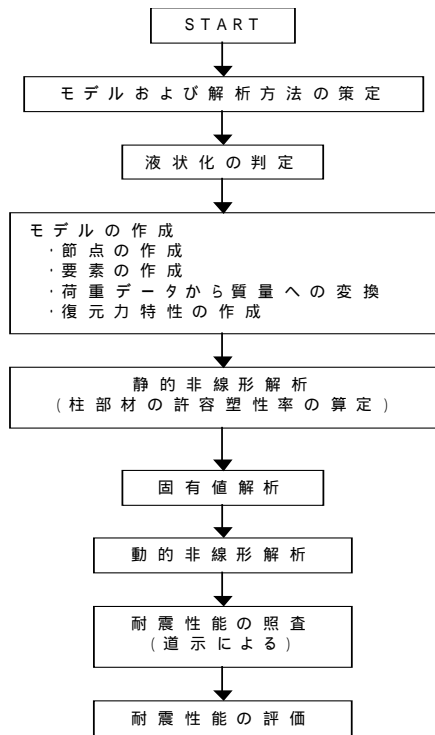 START
モデルおよび解析方法の策定
液状化の判定
モデルの作成
・節点の作成
・要素の作成
・荷重データから質量への変換
・復元力特性の作成
静的非線形解析
(柱部材の許容塑性率の算定)
固有値解析
動的非線形解析
耐震性能の照査
(道示による)
耐震性能の評価